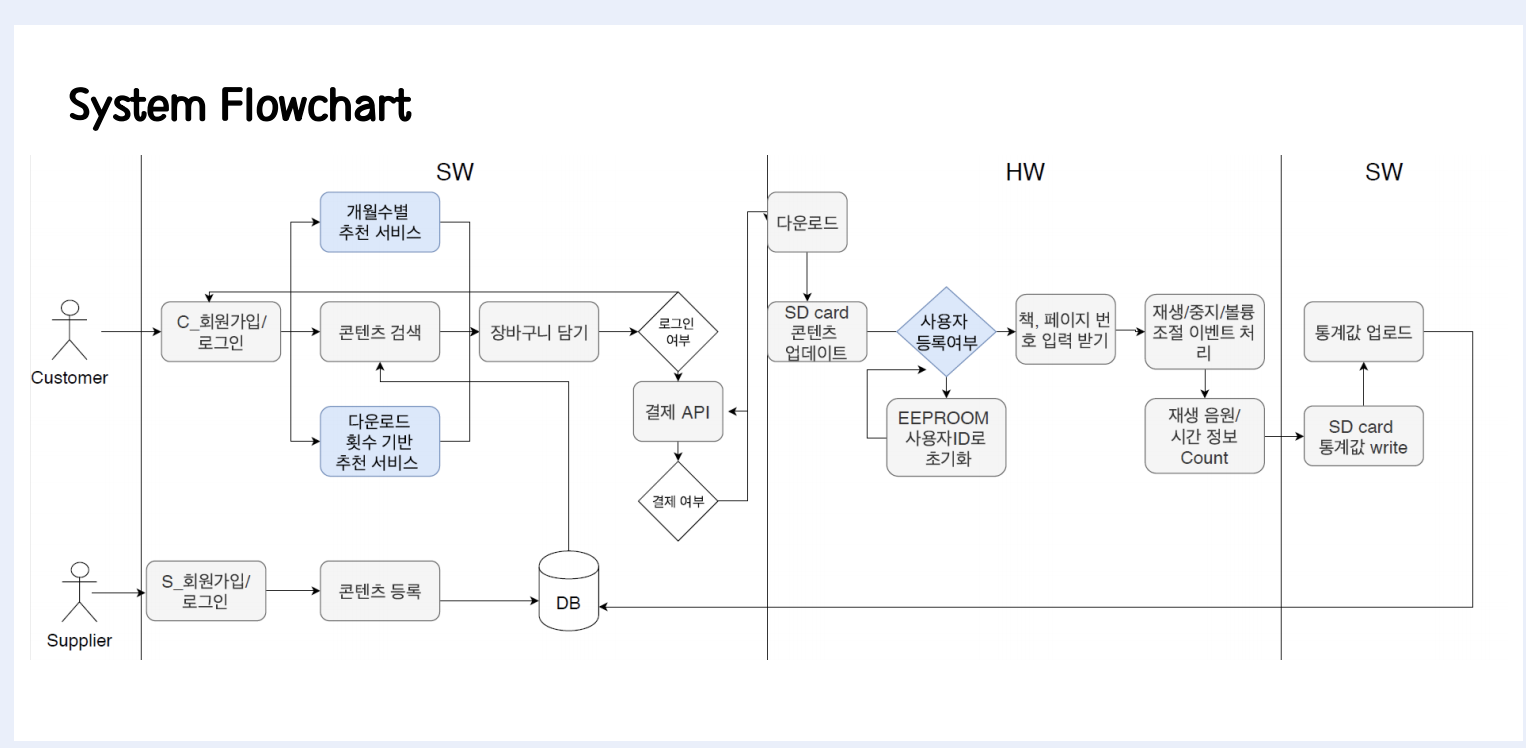 System Flowchart
SW
HW
SW
개월수별
추천 서비스
다운로드
Customer
C_회원가입/
로그인
콘텐츠 검색
장바구니 담기
로그인
여부
SD card
콘텐츠
업데이트
사용자
등록여부
책, 페이지 번
호 입력 받기
재생/중지/볼륨
조절 이벤트 처
리
통계값 업로드
다운로드
횟수 기반
추천 서비스
결제 API
EEPROOM
사용자ID로
초기화
재생 음원/
시간 정보
Count
SD card
통계값 write
결제 여부
Supplier
S_회원가입/
로그인
콘텐츠 등록
DB